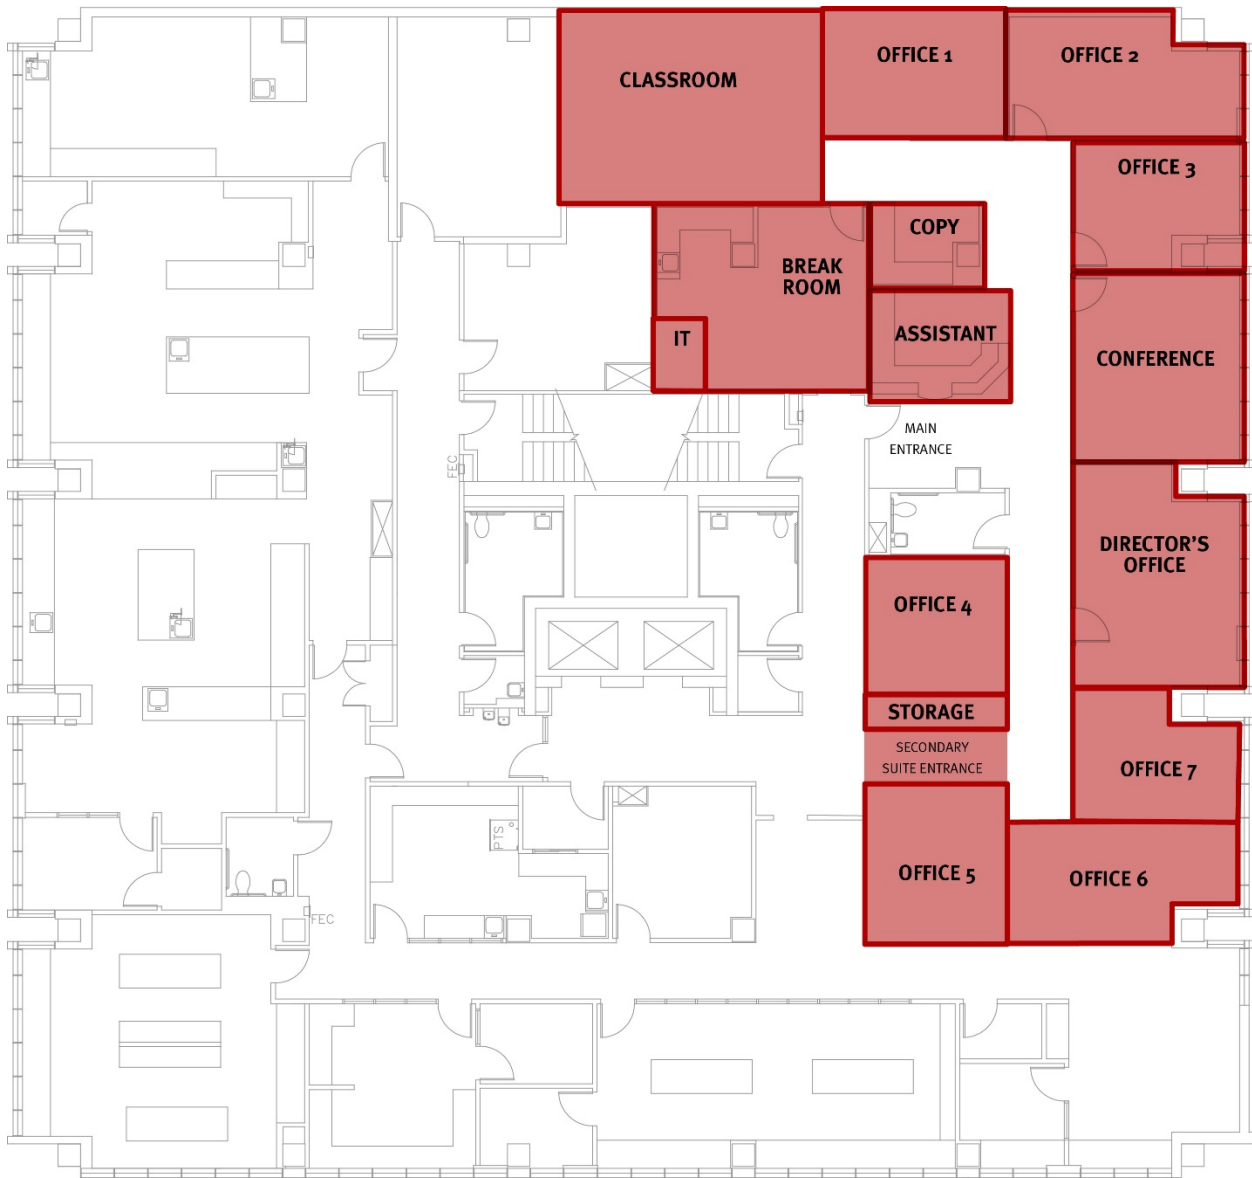 CLASSROOM
OFFICE 1
OFFICE 2
OFFICE 3
COPY
BREAK
ROOM
IT
ASSISTANT
CONFERENCE
MAIN
ENTRANCE
FEC
DIRECTOR'S
OFFICE
OFFICE 4
STORAGE
SECONDARY
SUITE ENTRANCE
OFFICE 7
PTS
OFFICE 5
OFFICE 6
FEC